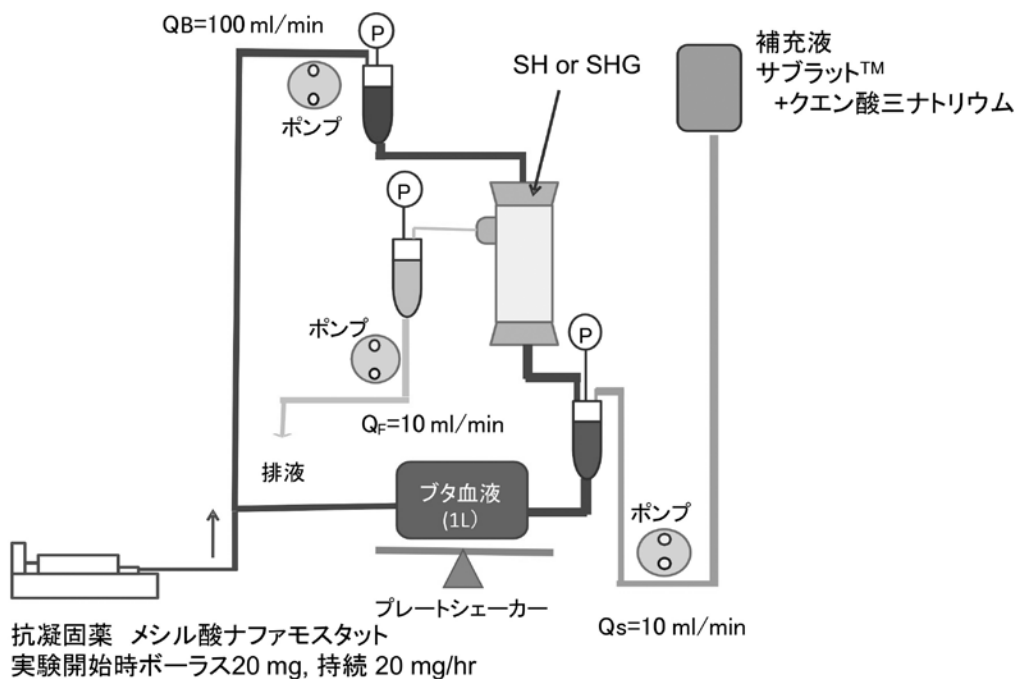 QB=100 ml/min
P
ポンプ
SH or SHG
補充液
サブラット™
+クエン酸三ナトリウム
P
ポンプ
P
QF=10 ml/min
排液
ブタ血液
(1L)
ポンプ
プレートシェーカー
Qs=10 ml/min
抗凝固薬 メシル酸ナファモスタット
実験開始時ボーラス20 mg, 持続 20 mg/hr